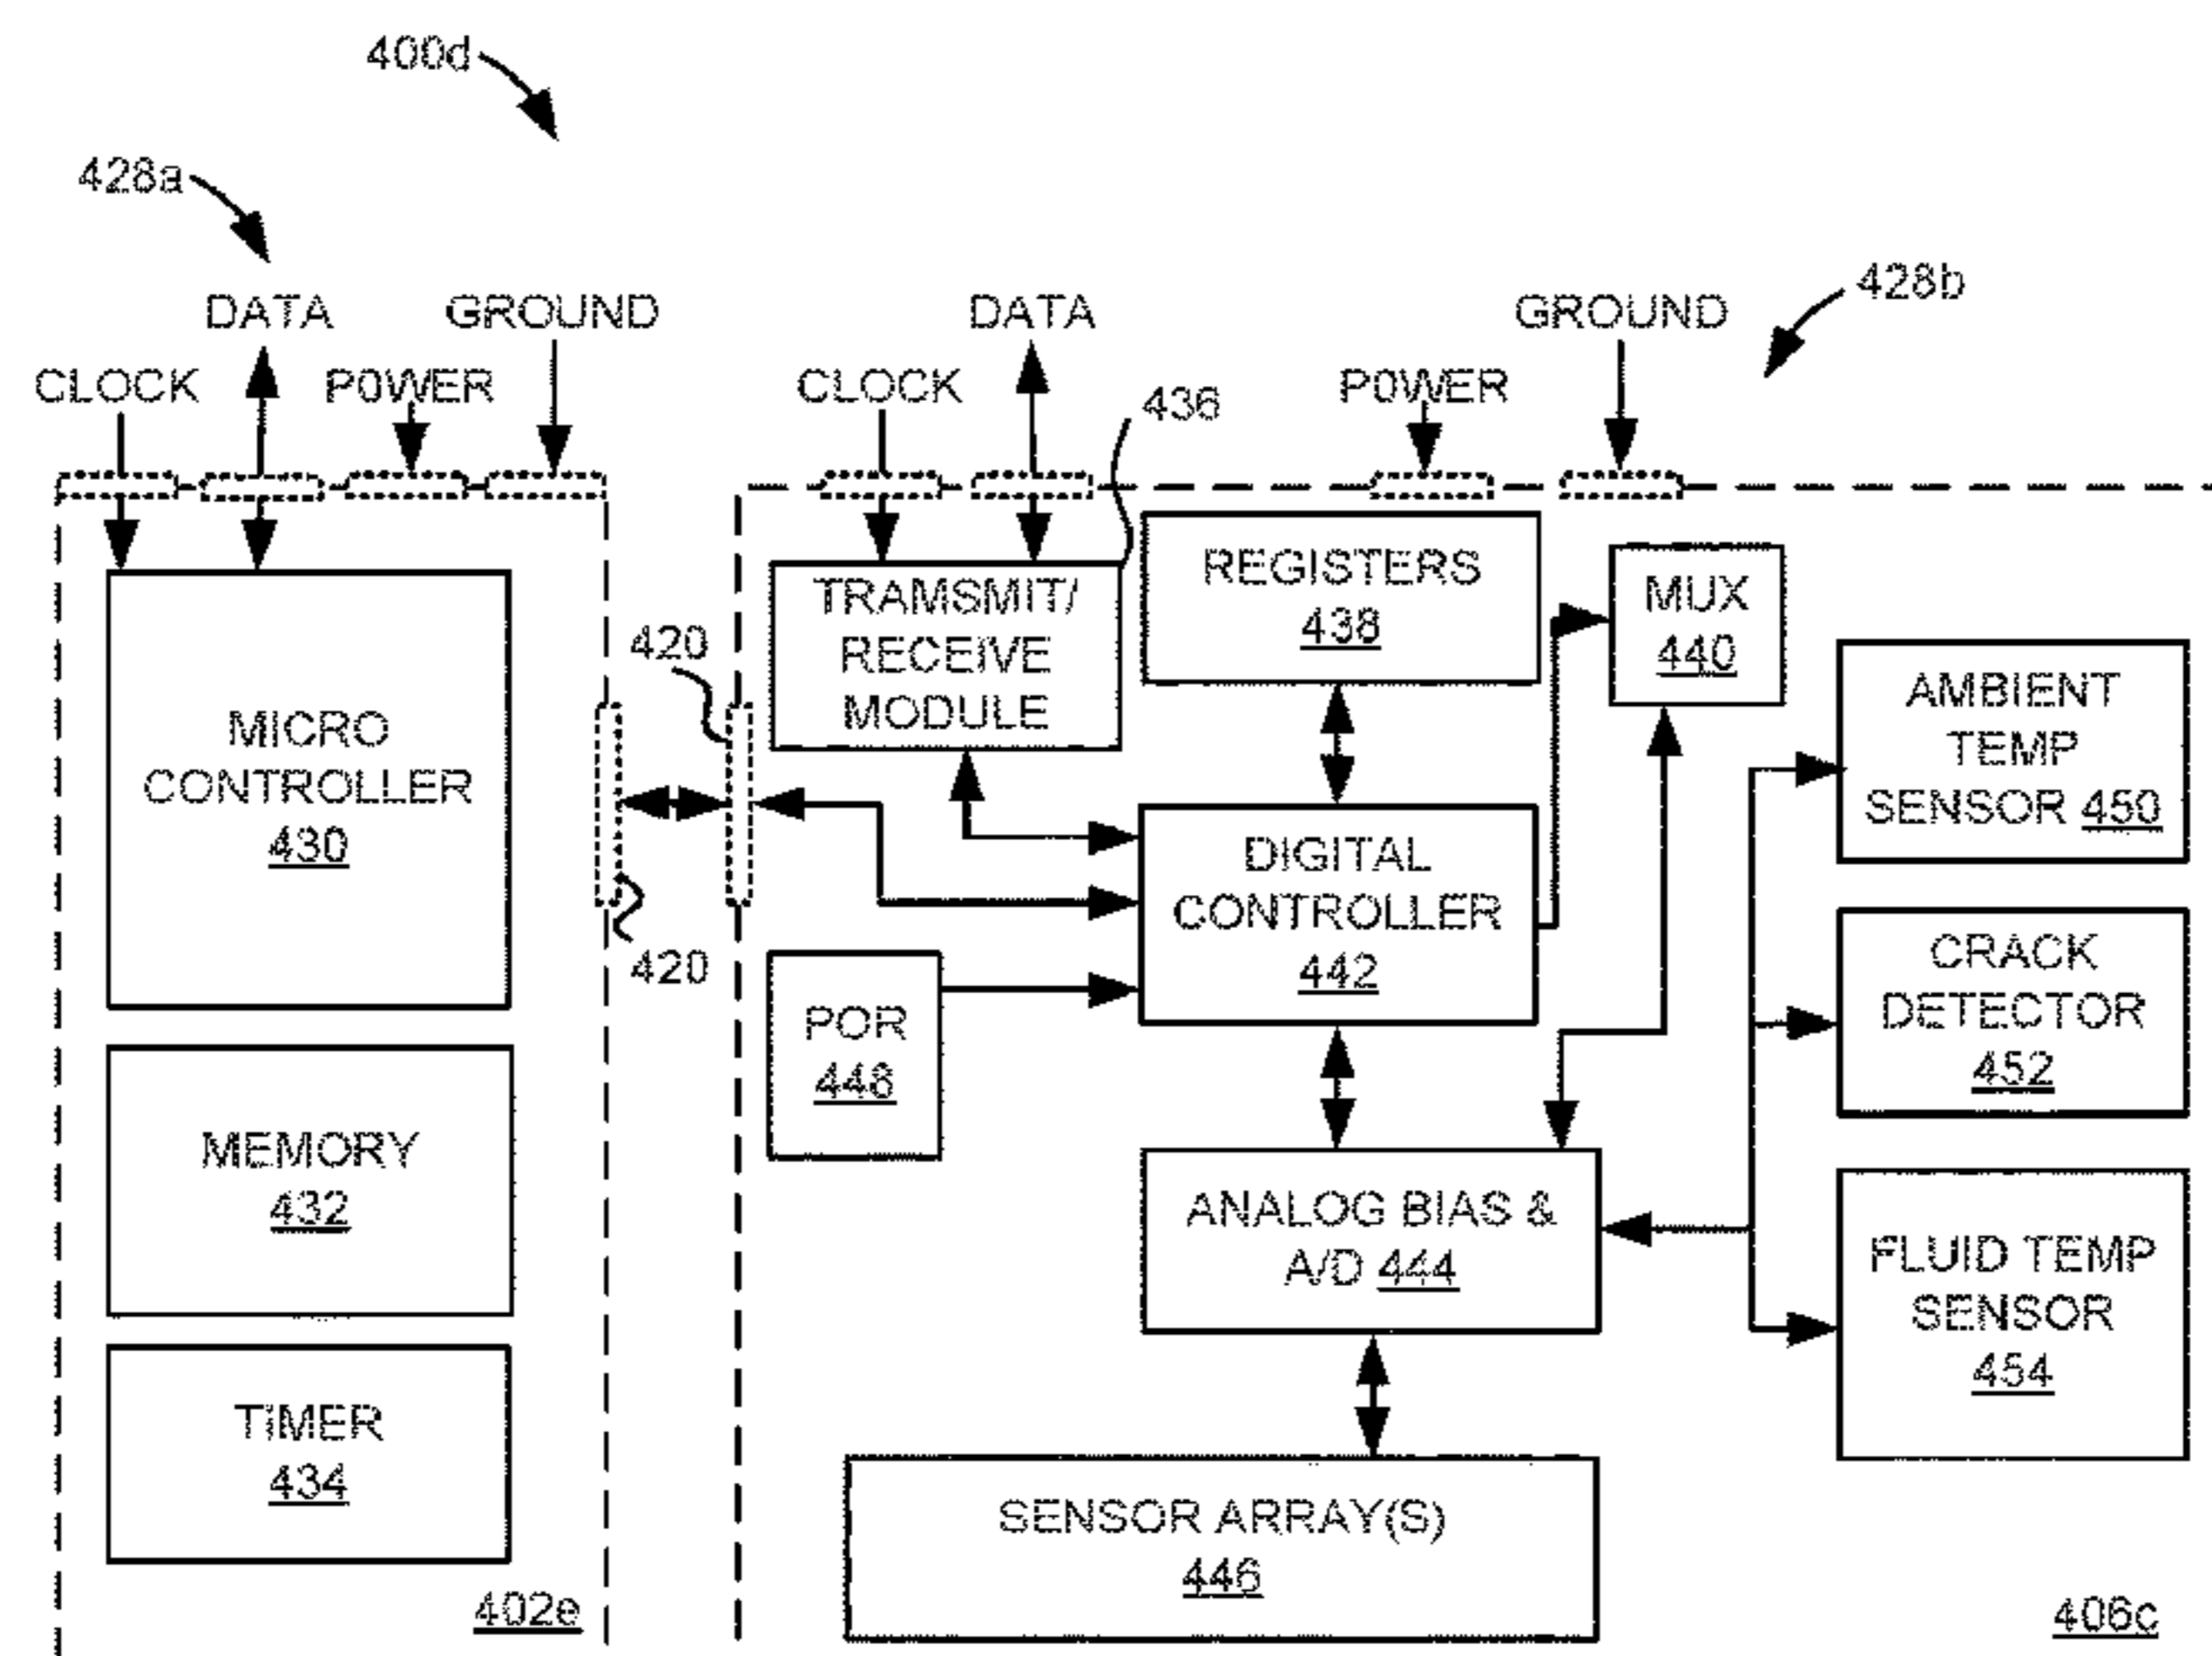 400d
428a
428b
DATA
GROUND
DATA
GROUND
CLOCK
P0WER
CLOCK
P0WER
436
MICRO
CONTROLLER
430
MEMORY
432
TIMER
434
402e
420
420
TRAMSMIT/
RECEIVE
MODULE
REGISTERS
438
MUX
440
DIGITAL
CONTROLLER
442
POR
448
ANALOG BIAS &
A/D 444
SENSOR ARRAY(S)
446
AMBIENT
TEMP
SENSOR 450
CRACK
DETECTOR
452
FLUID TEMP
SENSOR
454
406c